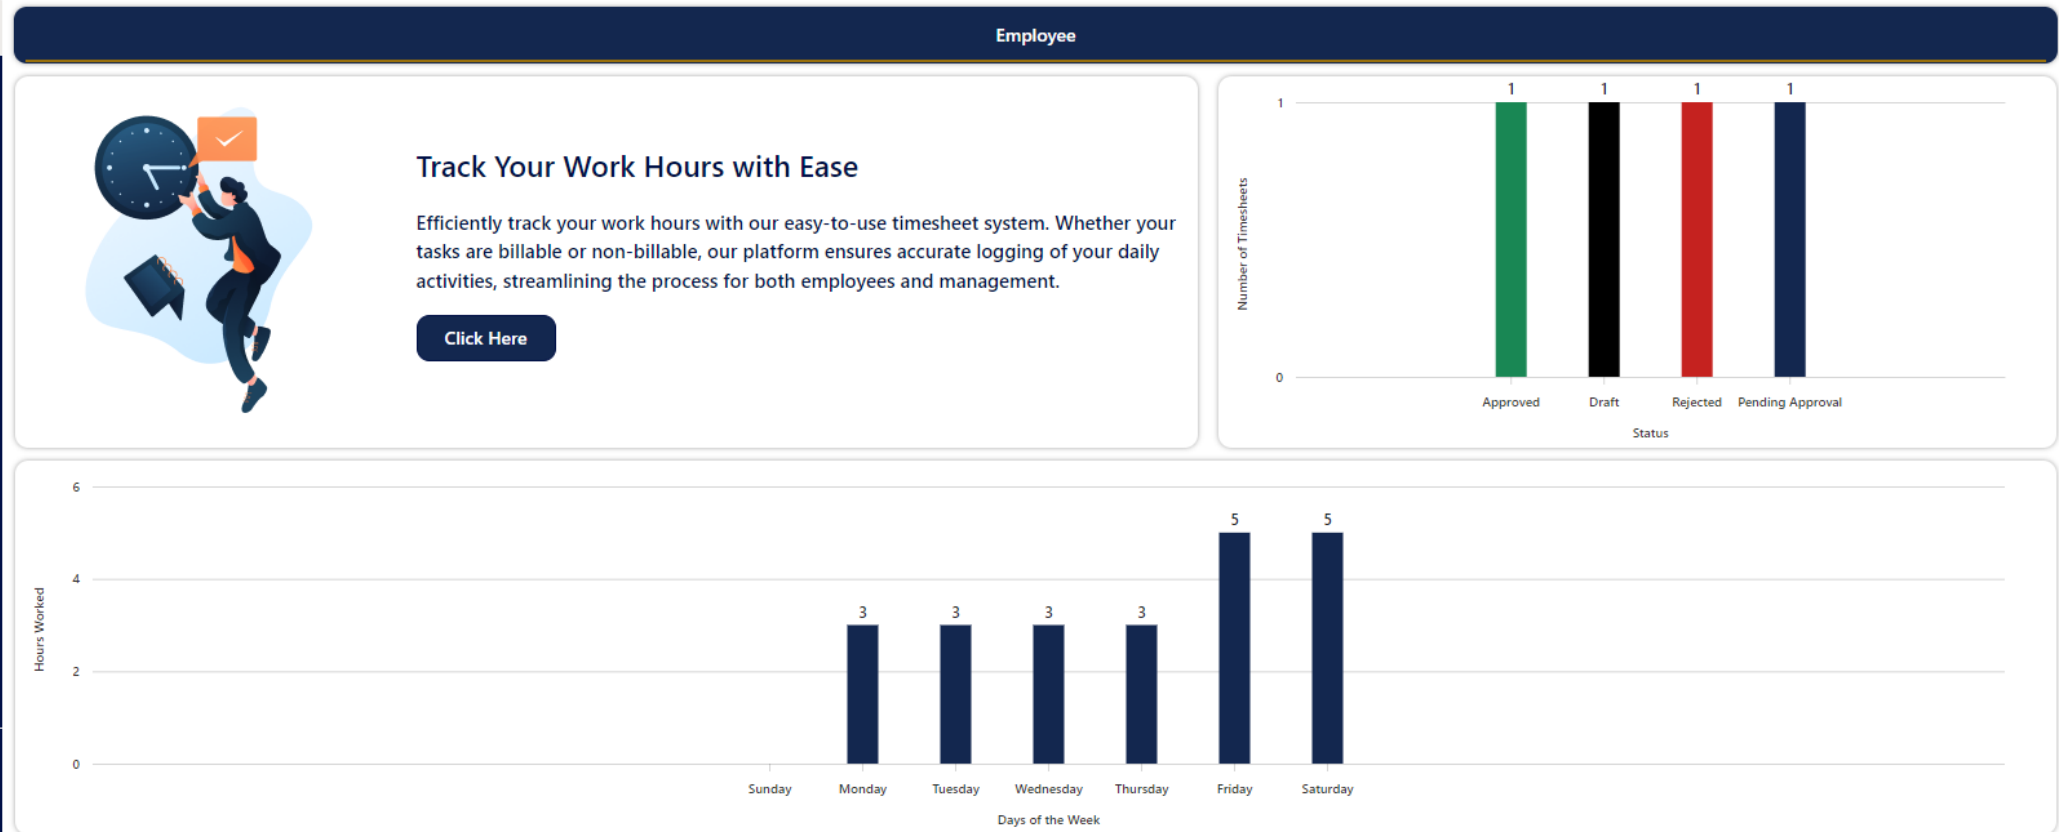 Employee
Track Your Work Hours with Ease
Efficiently track your work hours with our easy-to-use timesheet system. Whether your
tasks are billable or non-billable, our platform ensures accurate logging of your daily
activities, streamlining the process for both employees and management.
Click Here
1 1 1 1
1
Number of Timesheets
0
Approved Draft Rejected Pending Approval
Status
6
5 5
4
3 3 3 3
Hours Worked
2
0
Sunday Monday Tuesday Wednesday Thursday Friday Saturday
Days of the Week